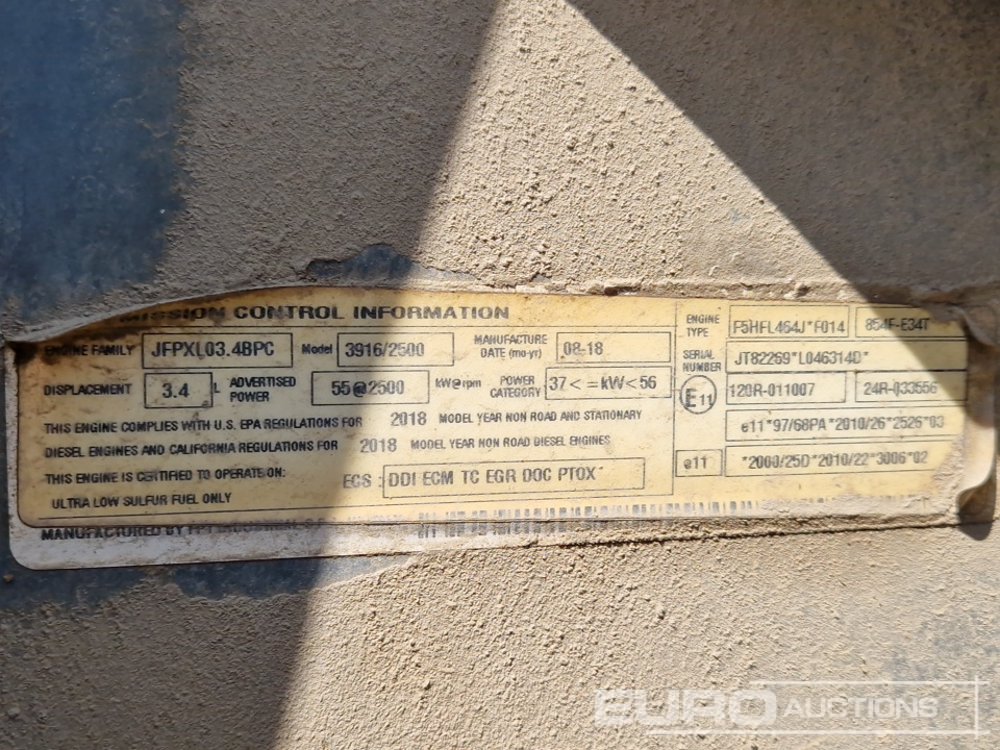 MISSION CONTROL INFORMATION
ENGINE FAMILY JFPXL03.4BPC Model 3916/2500 MANUFACTURE DATE (mo-yr) 08-18
DISPLACEMENT 3.4 L ADVERTISED POWER 55@2500 kW@rpm POWER CATEGORY 37<=kW<56
THIS ENGINE COMPLIES WITH U.S. EPA REGULATIONS FOR 2018 MODEL YEAR NON ROAD AND STATIONARY
DIESEL ENGINES AND CALIFORNIA REGULATIONS FOR 2018 MODEL YEAR NON ROAD DIESEL ENGINES
THIS ENGINE IS CERTIFIED TO OPERATE ON:
ULTRA LOW SULFUR FUEL ONLY
ECS : DDI ECM TC EGR DOC PTOX*
MANUFACTURED BY FPT INDUSTRIAL
ENGINE TYPE F5HFL464J*F014 854F-E34T
SERIAL NUMBER JT82269*L046314D*
E11 120R-011007 24R-033556
e11*97/68PA*2010/26*2526*03
e11 *2000/25D*2010/22*3006*02
EURO AUCTIONS